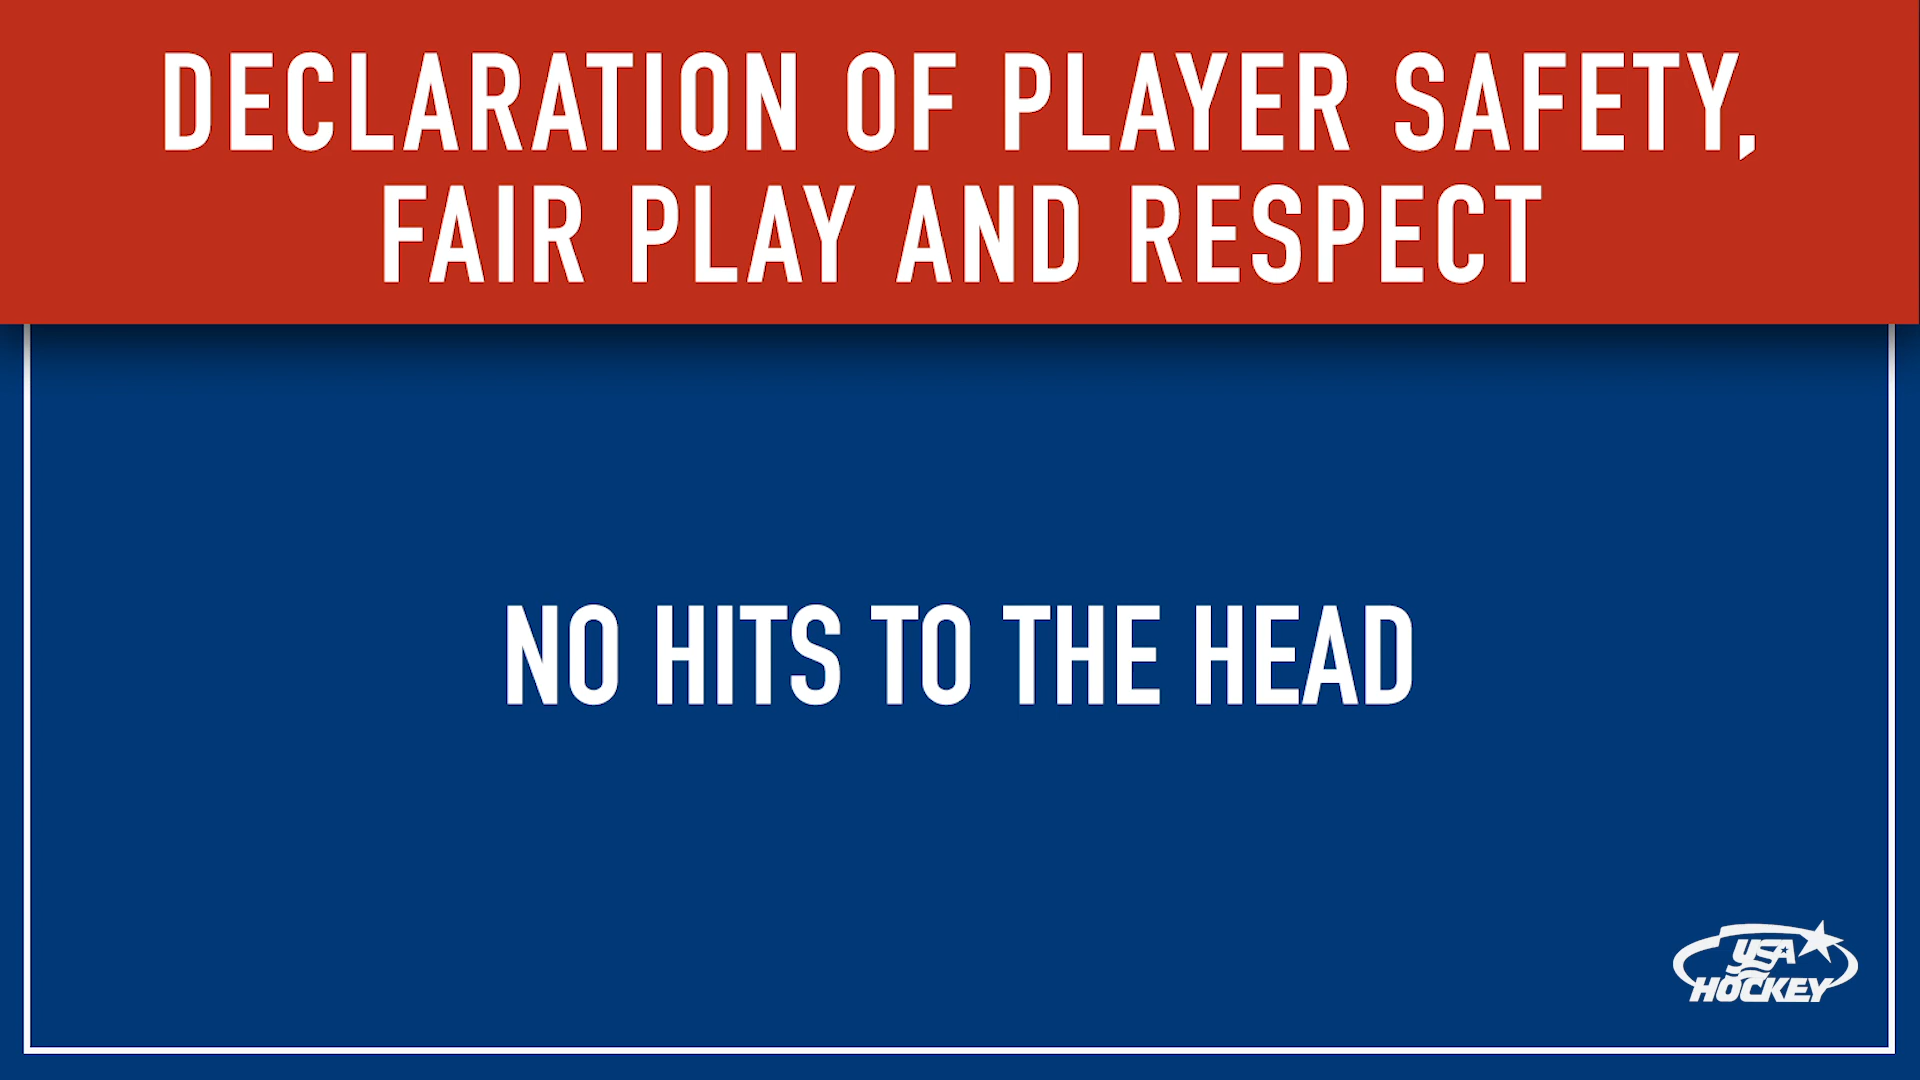 DECLARATION OF PLAYER SAFETY,
FAIR PLAY AND RESPECT
NO HITS TO THE HEAD
USA
HOCKEY